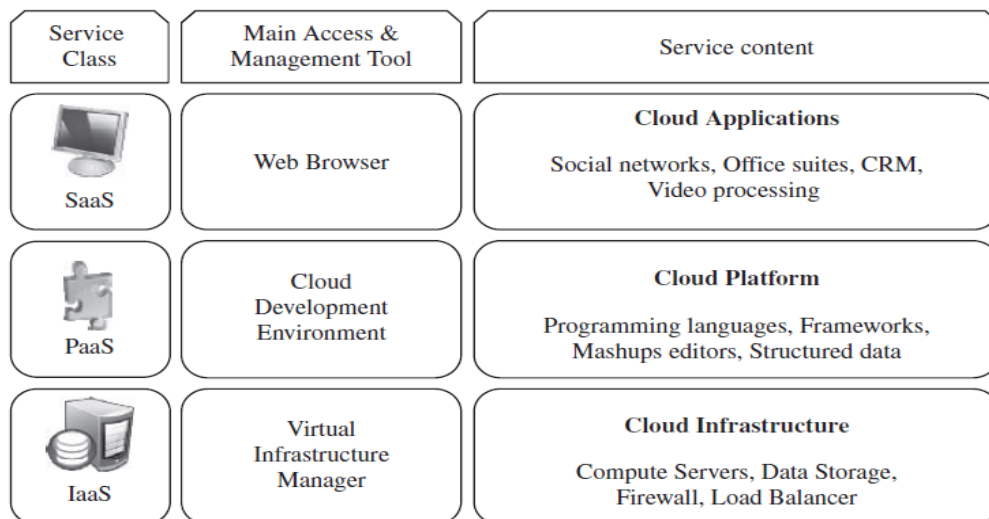 Service
Class
Main Access &
Management Tool
Service content
SaaS
Web Browser
Cloud Applications
Social networks, Office suites, CRM,
Video processing
PaaS
Cloud
Development
Environment
Cloud Platform
Programming languages, Frameworks,
Mashups editors, Structured data
IaaS
Virtual
Infrastructure
Manager
Cloud Infrastructure
Compute Servers, Data Storage,
Firewall, Load Balancer